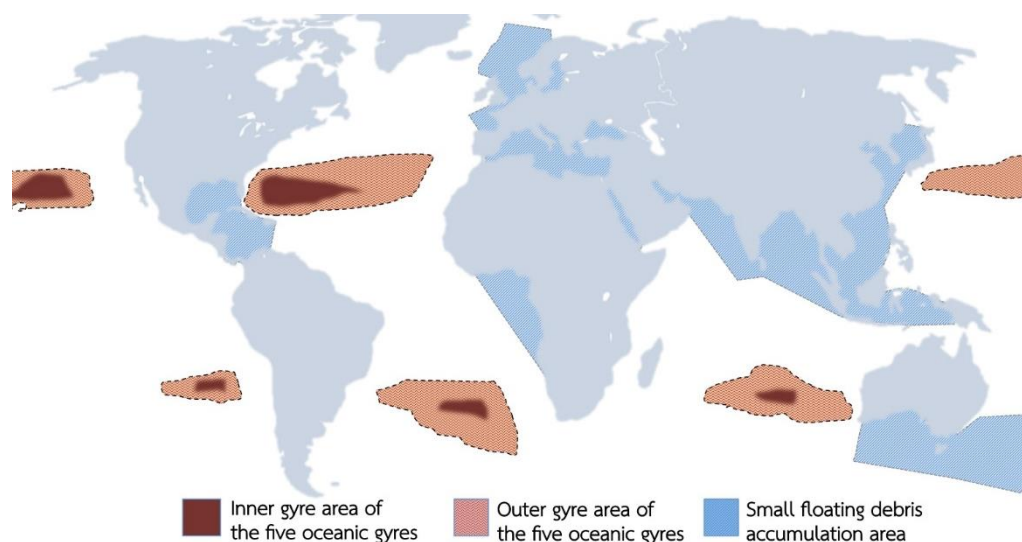 Inner gyre area of
the five oceanic gyres
Outer gyre area of
the five oceanic gyres
Small floating debris
accumulation area